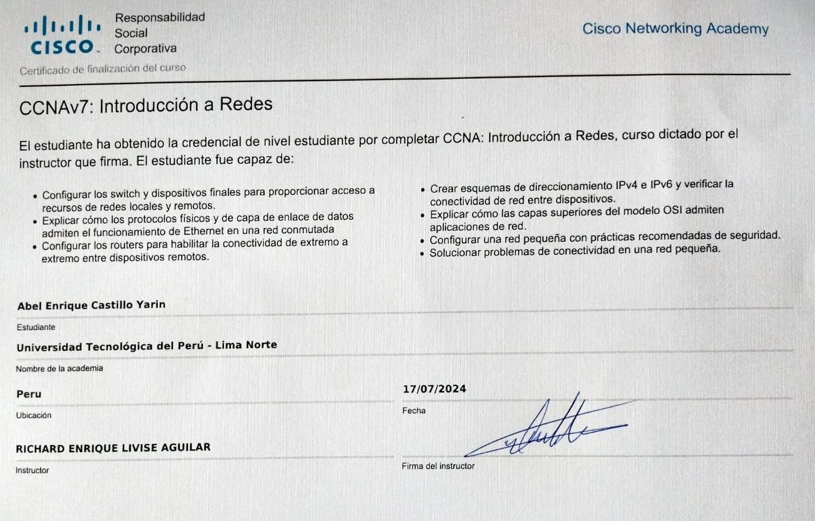 CISCO
Responsabilidad
Social
Corporativa
Cisco Networking Academy
Certificado de finalización del curso
CCNAv7: Introducción a Redes
El estudiante ha obtenido la credencial de nivel estudiante por completar CCNA: Introducción a Redes, curso dictado por el
instructor que firma. El estudiante fue capaz de:
• Configurar los switch y dispositivos finales para proporcionar acceso a
recursos de redes locales y remotos.
• Explicar cómo los protocolos físicos y de capa de enlace de datos
admiten el funcionamiento de Ethernet en una red conmutada
• Configurar los routers para habilitar la conectividad de extremo a
extremo entre dispositivos remotos.
• Crear esquemas de direccionamiento IPv4 e IPv6 y verificar la
conectividad de red entre dispositivos.
• Explicar cómo las capas superiores del modelo OSI admiten
aplicaciones de red.
• Configurar una red pequeña con prácticas recomendadas de seguridad.
• Solucionar problemas de conectividad en una red pequeña.
Abel Enrique Castillo Yarin
Estudiante
Universidad Tecnológica del Perú - Lima Norte
Nombre de la academia
Peru
Ubicación
17/07/2024
Fecha
RICHARD ENRIQUE LIVISE AGUILAR
Instructor
Firma del instructor